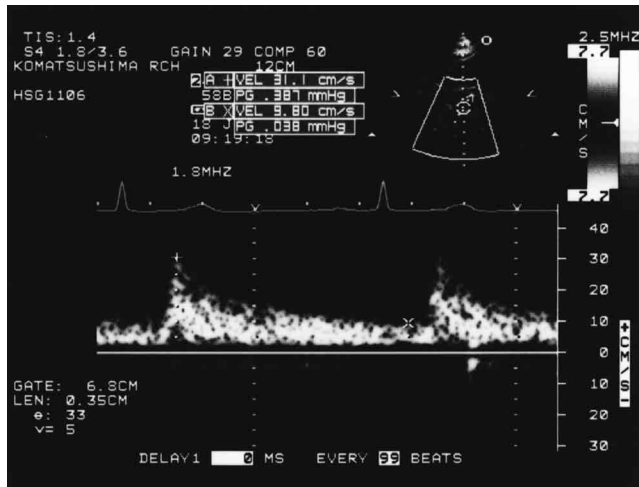 TIS:1.4
S4 1.8/3.6 GAIN 29 COMP 60
KOMATSUSHIMA RCH 12CM
2.5MHZ
7.7
A + VEL 31.1 cm/s
HSG1106 58B PG .387 mmHg
B X VEL 9.80 cm/s
18 J PG .038 mmHg
09:19:18
CM/S
7.7
1.8MHZ
40
30
20
10
0
10
20
30
+CM/S-
GATE: 6.8CM
LEN: 0.35CM
θ: 33
v= 5
DELAY1 0 MS EVERY 99 BEATS